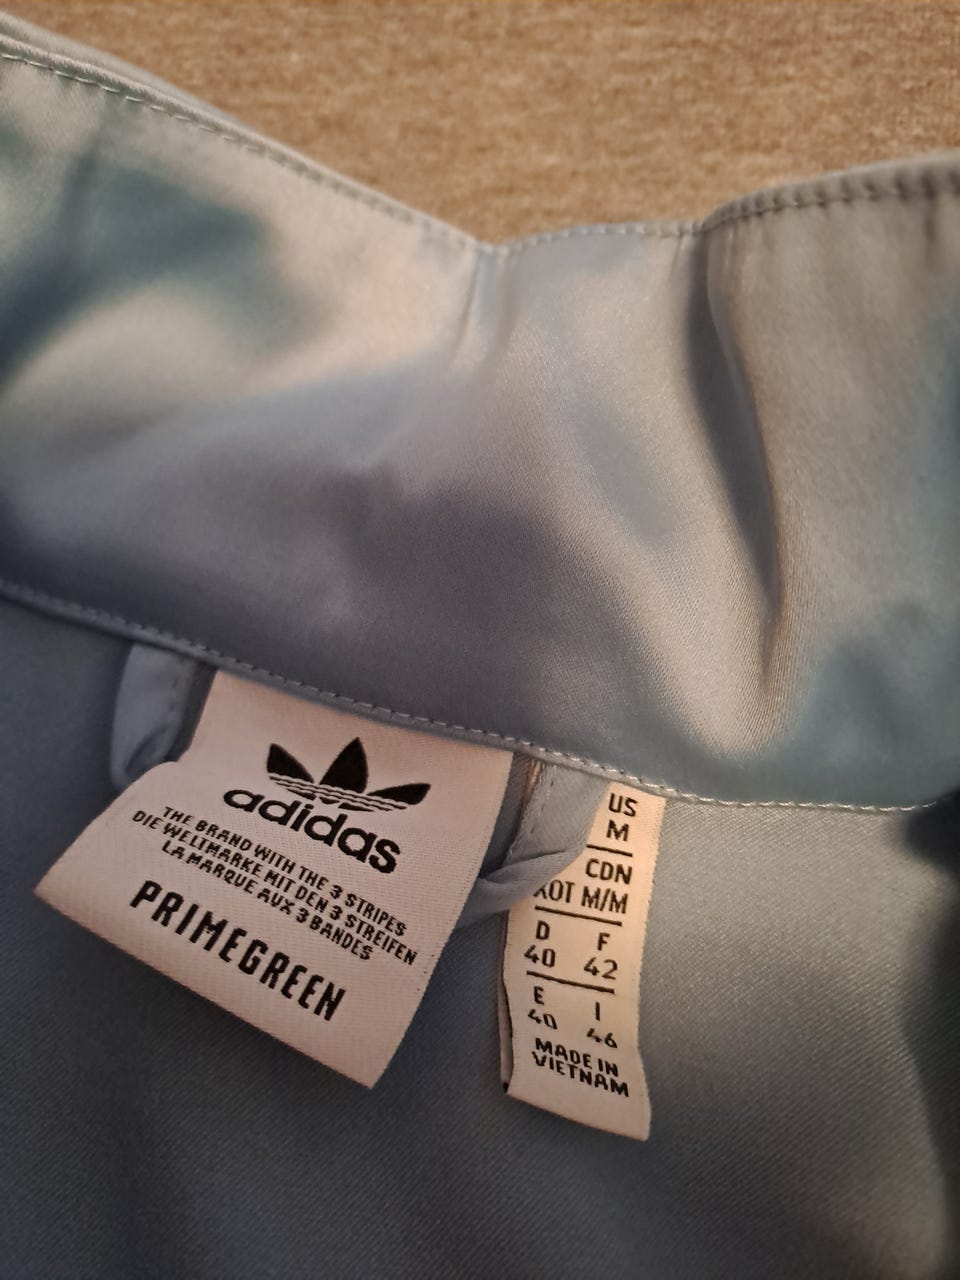 adidas
THE BRAND WITH THE 3 STRIPES
DIE WELTMARKE MIT DEN 3 STREIFEN
LA MARQUE AUX 3 BANDES
PRIMEGREEN
US
M
CDN
M/M
D F
40 42
E I
40 46
MADE IN
VIETNAM